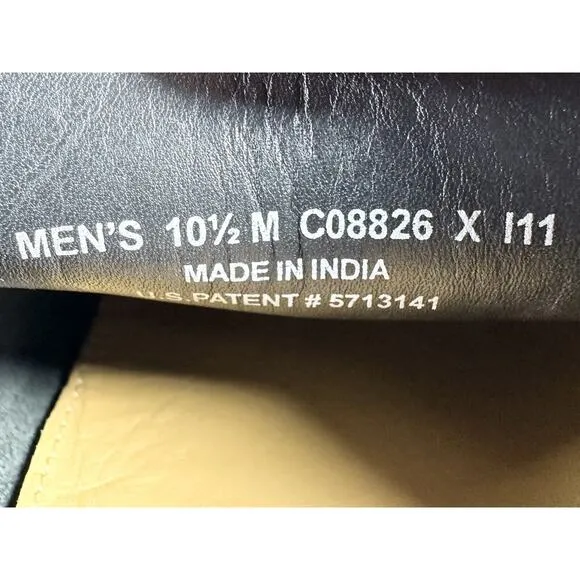 MEN'S 10½ M C08826 X I11
MADE IN INDIA
U.S. PATENT # 5713141